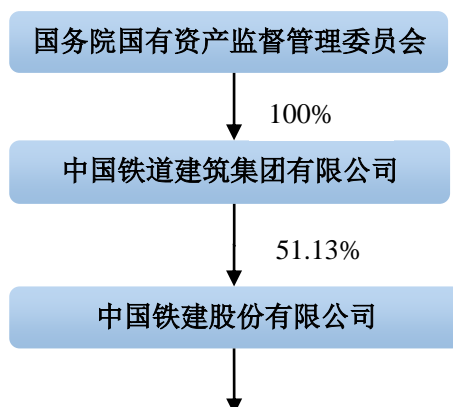 国务院国有资产监督管理委员会
100%
中国铁道建筑集团有限公司
51.13%
中国铁建股份有限公司